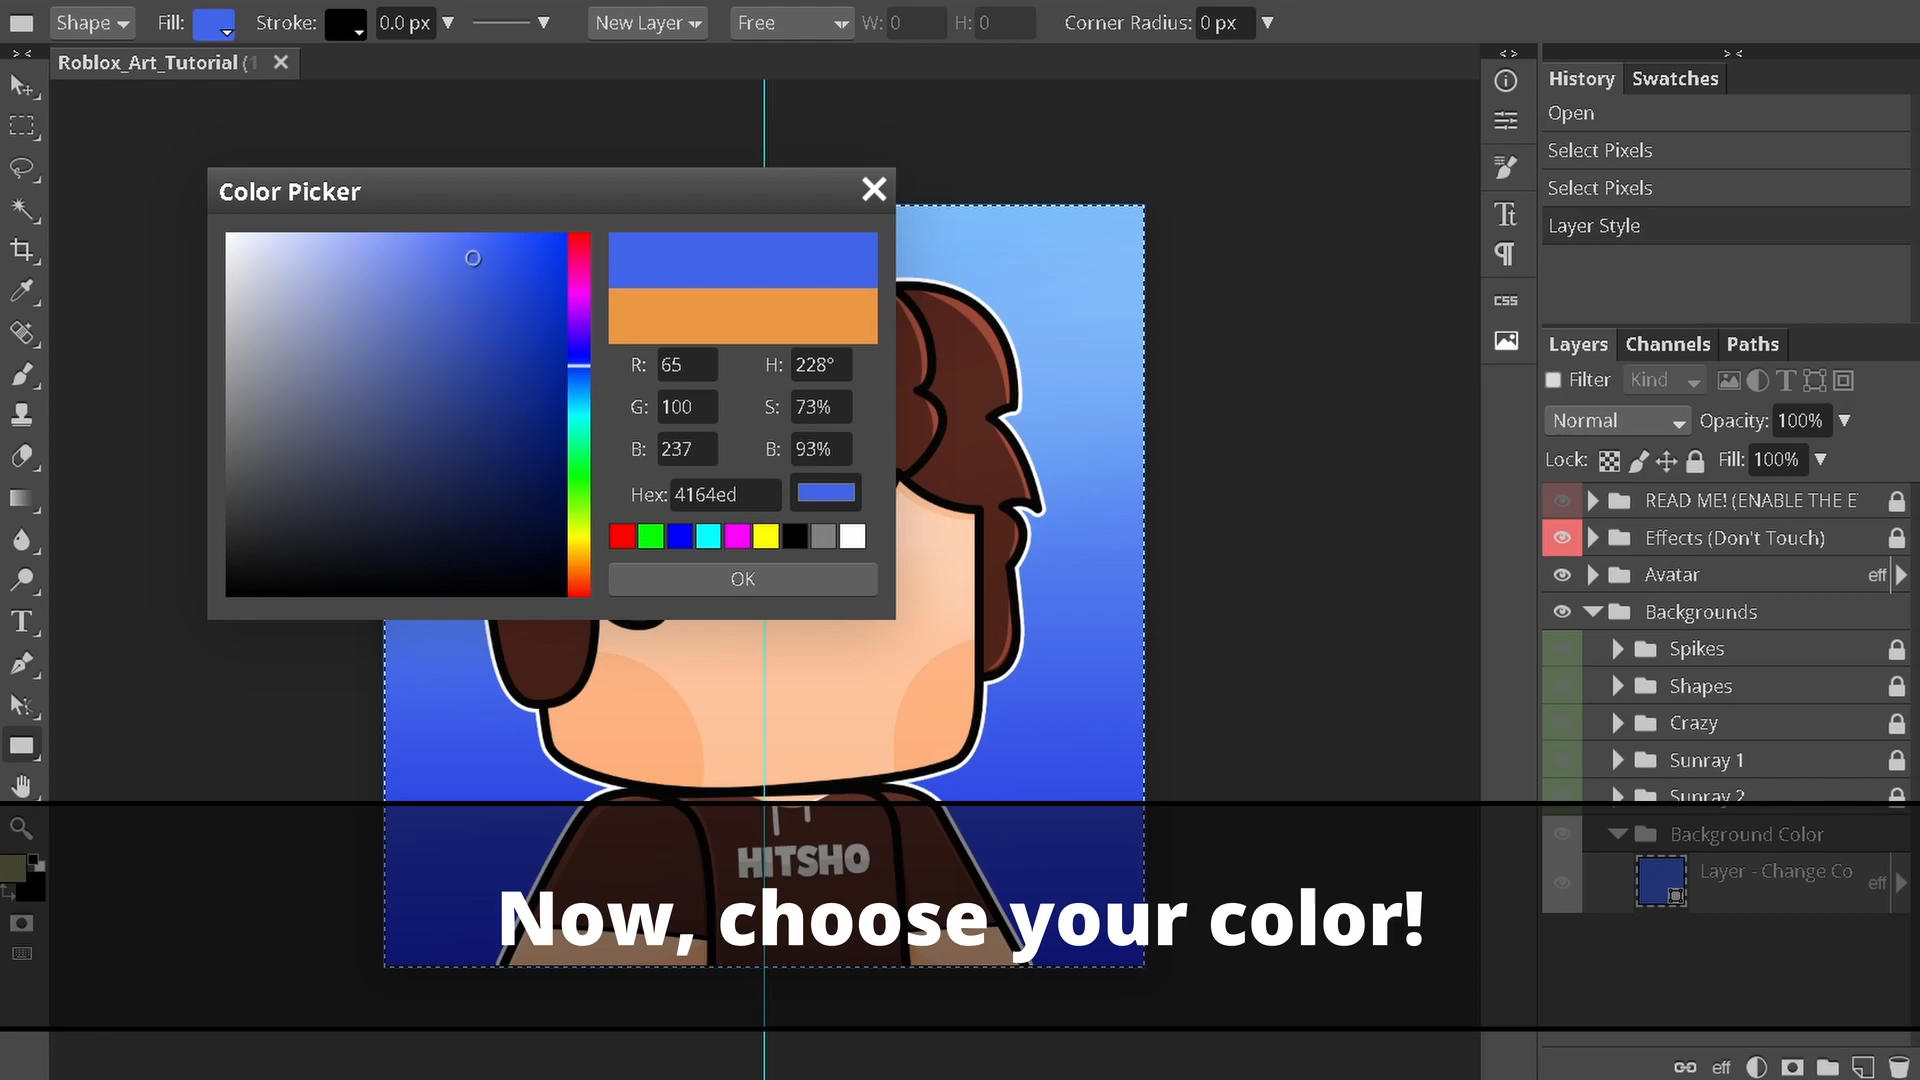 Shape Fill: Stroke: 0.0 px New Layer Free W: 0 H: 0 Corner Radius: 0 px
Roblox_Art_Tutorial (1
History Swatches
Open
Select Pixels
Select Pixels
Layer Style
Color Picker
R: 65 H: 228°
G: 100 S: 73%
B: 237 B: 93%
Hex: 4164ed
OK
css
Layers Channels Paths
Filter Kind
Normal Opacity: 100%
Lock: Fill: 100%
READ ME! (ENABLE THE E
Effects (Don't Touch)
Avatar eff
Backgrounds
Spikes
Shapes
Crazy
Sunray 1
Sunray 2
Background Color
Layer - Change Co eff
HITSHO
Now, choose your color!
eff